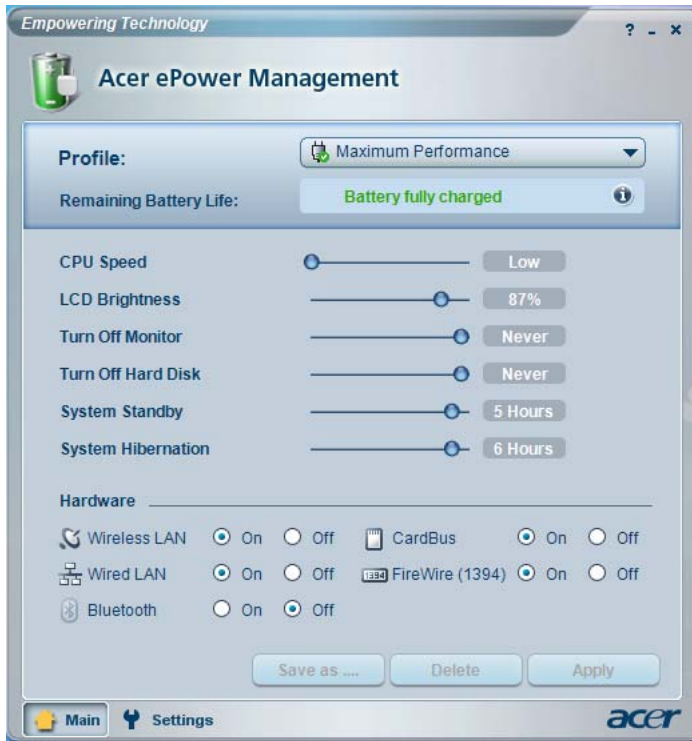 Empowering Technology
? - ×
Acer ePower Management
Profile: Maximum Performance
Remaining Battery Life: Battery fully charged i
CPU Speed Low
LCD Brightness 87%
Turn Off Monitor Never
Turn Off Hard Disk Never
System Standby 5 Hours
System Hibernation 6 Hours
Hardware
Wireless LAN On Off CardBus On Off
Wired LAN On Off 1394 FireWire (1394) On Off
Bluetooth On Off
Save as .... Delete Apply
Main Settings acer